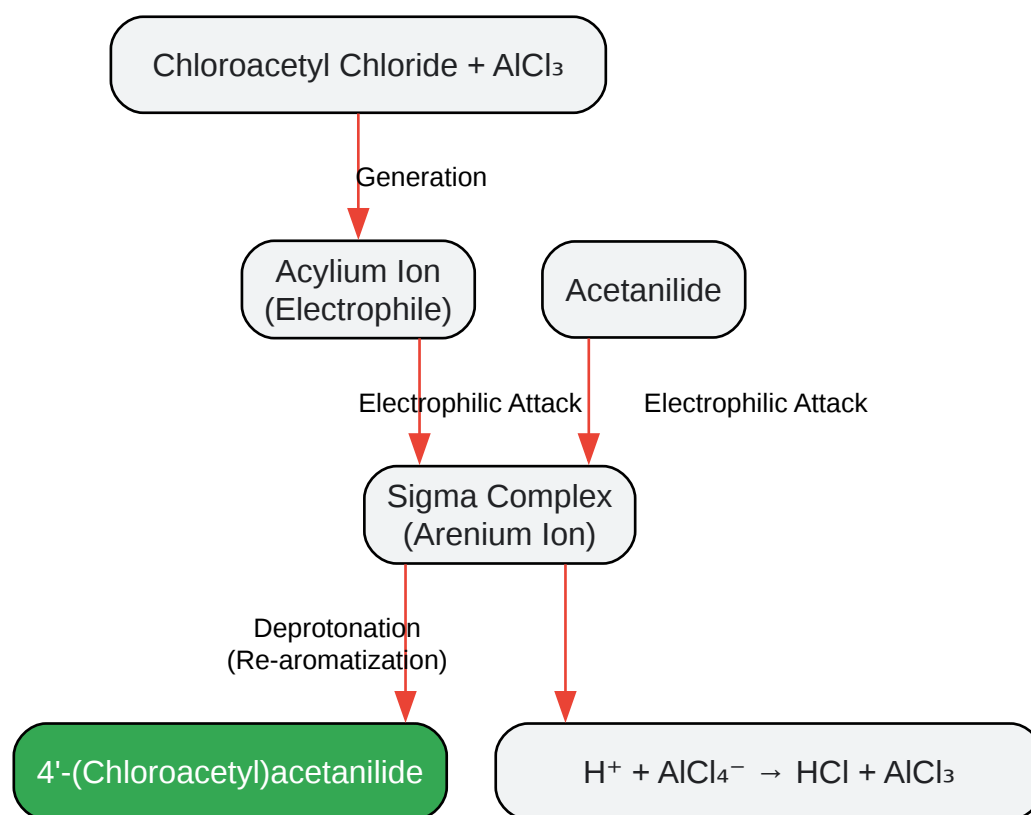 Chloroacetyl Chloride + AlCl₃
Generation
Acylium Ion
(Electrophile)
Acetanilide
Electrophilic Attack
Electrophilic Attack
Sigma Complex
(Arenium Ion)
Deprotonation
(Re-aromatization)
4'-(Chloroacetyl)acetanilide
H⁺ + AlCl₄⁻ → HCl + AlCl₃